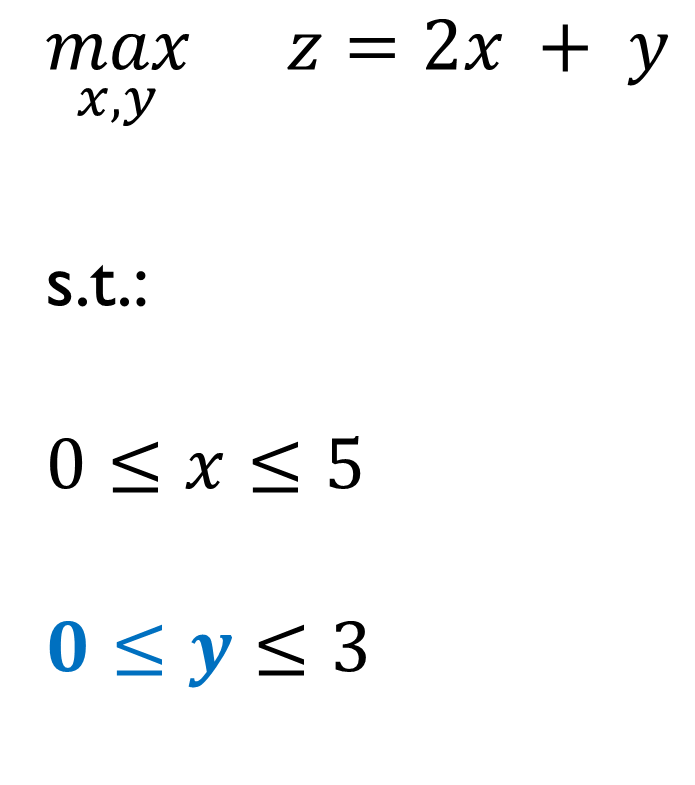 max z = 2x + y
x,y
s.t.:
0 ≤ x ≤ 5
0 ≤ y ≤ 3